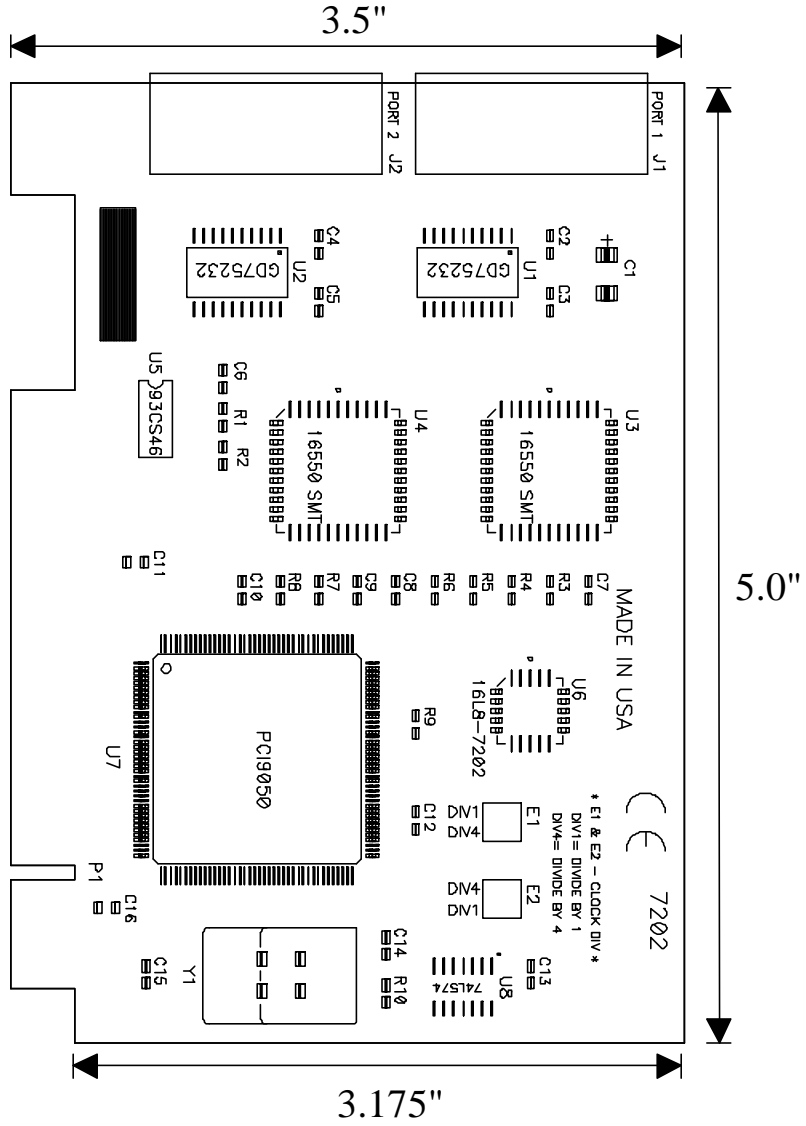 3.5"
PORT 2
J2
PORT 1
J1
C4
C5
U2
GD75232
C2
C3
U1
GD75232
+
C1
U5
93CS46
C6
R1
R2
U4
16550 SMT
U3
16550 SMT
C11
C10
R8
R7
C9
C8
R6
R5
R4
R3
C7
5.0"
MADE IN USA
U7
PCI9050
R9
U6
16L8-7202
C12
DIV1
DIV4
E1
DIV4
DIV1
E2
* E1 & E2 - CLOCK DIV *
DIV1= DIVIDE BY 1
DIV4= DIVIDE BY 4
CE
7202
P1
C16
C15
Y1
C14
R10
74LS74
U8
C13
3.175"